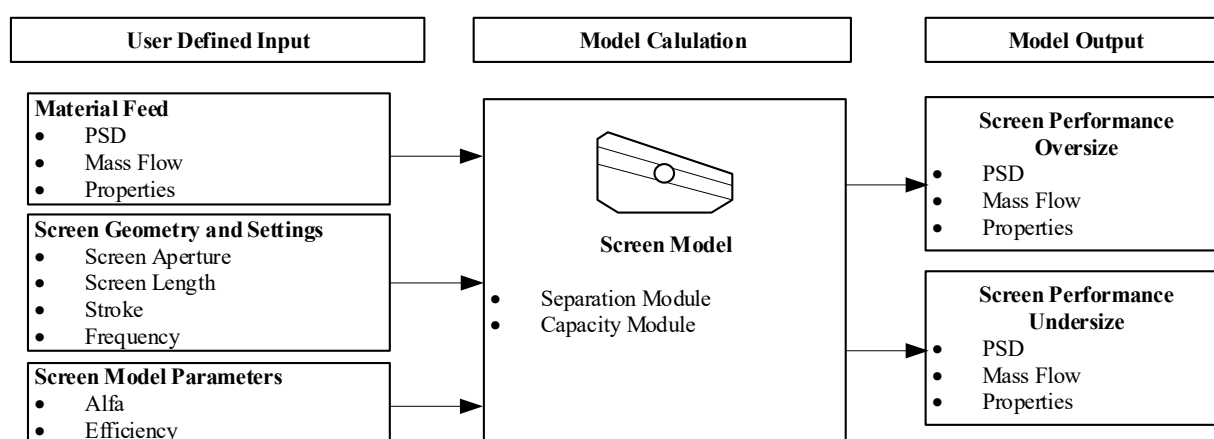 User Defined Input
Model Calulation
Model Output
Material Feed
• PSD
• Mass Flow
• Properties
Screen Geometry and Settings
• Screen Aperture
• Screen Length
• Stroke
• Frequency
Screen Model Parameters
• Alfa
• Efficiency
Screen Model
• Separation Module
• Capacity Module
Screen Performance
Oversize
• PSD
• Mass Flow
• Properties
Screen Performance
Undersize
• PSD
• Mass Flow
• Properties